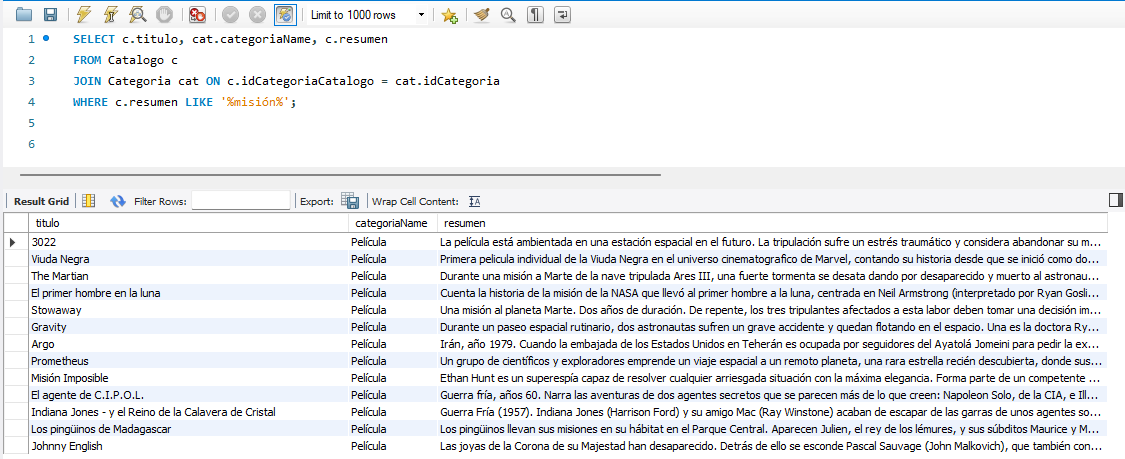 Limit to 1000 rows
1 SELECT c.titulo, cat.categoriaName, c.resumen
2 FROM Catalogo c
3 JOIN Categoria cat ON c.idCategoriaCatalogo = cat.idCategoria
4 WHERE c.resumen LIKE '%misión%';
5
6
Result Grid Filter Rows: Export: Wrap Cell Content: IA
titulo categoriaName resumen
3022 Película La película está ambientada en una estación espacial en el futuro. La tripulación sufre un estrés traumático y considera abandonar su m...
Viuda Negra Película Primera pelicula individual de la Viuda Negra en el universo cinematografico de Marvel, contando su historia desde que se inició como do...
The Martian Película Durante una misión a Marte de la nave tripulada Ares III, una fuerte tormenta se desata dando por desaparecido y muerto al astronau...
El primer hombre en la luna Película Cuenta la historia de la misión de la NASA que llevó al primer hombre a la luna, centrada en Neil Armstrong (interpretado por Ryan Gosli...
Stowaway Película Una misión al planeta Marte. Dos años de duración. De repente, los tres tripulantes afectados a esta labor deben tomar una decisión im...
Gravity Película Durante un paseo espacial rutinario, dos astronautas sufren un grave accidente y quedan flotando en el espacio. Una es la doctora Ry...
Argo Película Irán, año 1979. Cuando la embajada de los Estados Unidos en Teherán es ocupada por seguidores del Ayatolá Jomeini para pedir la ex...
Prometheus Película Un grupo de científicos y exploradores emprende un viaje espacial a un remoto planeta, una rara estrella recién descubierta, donde sus...
Misión Imposible Película Ethan Hunt es un superespía capaz de resolver cualquier arriesgada situación con la máxima elegancia. Forma parte de un competente ...
El agente de C.I.P.O.L. Película Guerra fría, años 60. Narra las aventuras de dos agentes secretos que se parecen más de lo que creen: Napoleon Solo, de la CIA, e Ill...
Indiana Jones - y el Reino de la Calavera de Cristal Película Guerra Fría (1957). Indiana Jones (Harrison Ford) y su amigo Mac (Ray Winstone) acaban de escapar de las garras de unos agentes so...
Los pingüinos de Madagascar Película Los pingüinos llevan sus misiones en su hábitat en el Parque Central. Aparecen Julien, el rey de los lémures, y sus súbditos Maurice y M...
Johnny English Película Las joyas de la Corona de su Majestad han desaparecido. Detrás de ello se esconde Pascal Sauvage (John Malkovich), que también con...